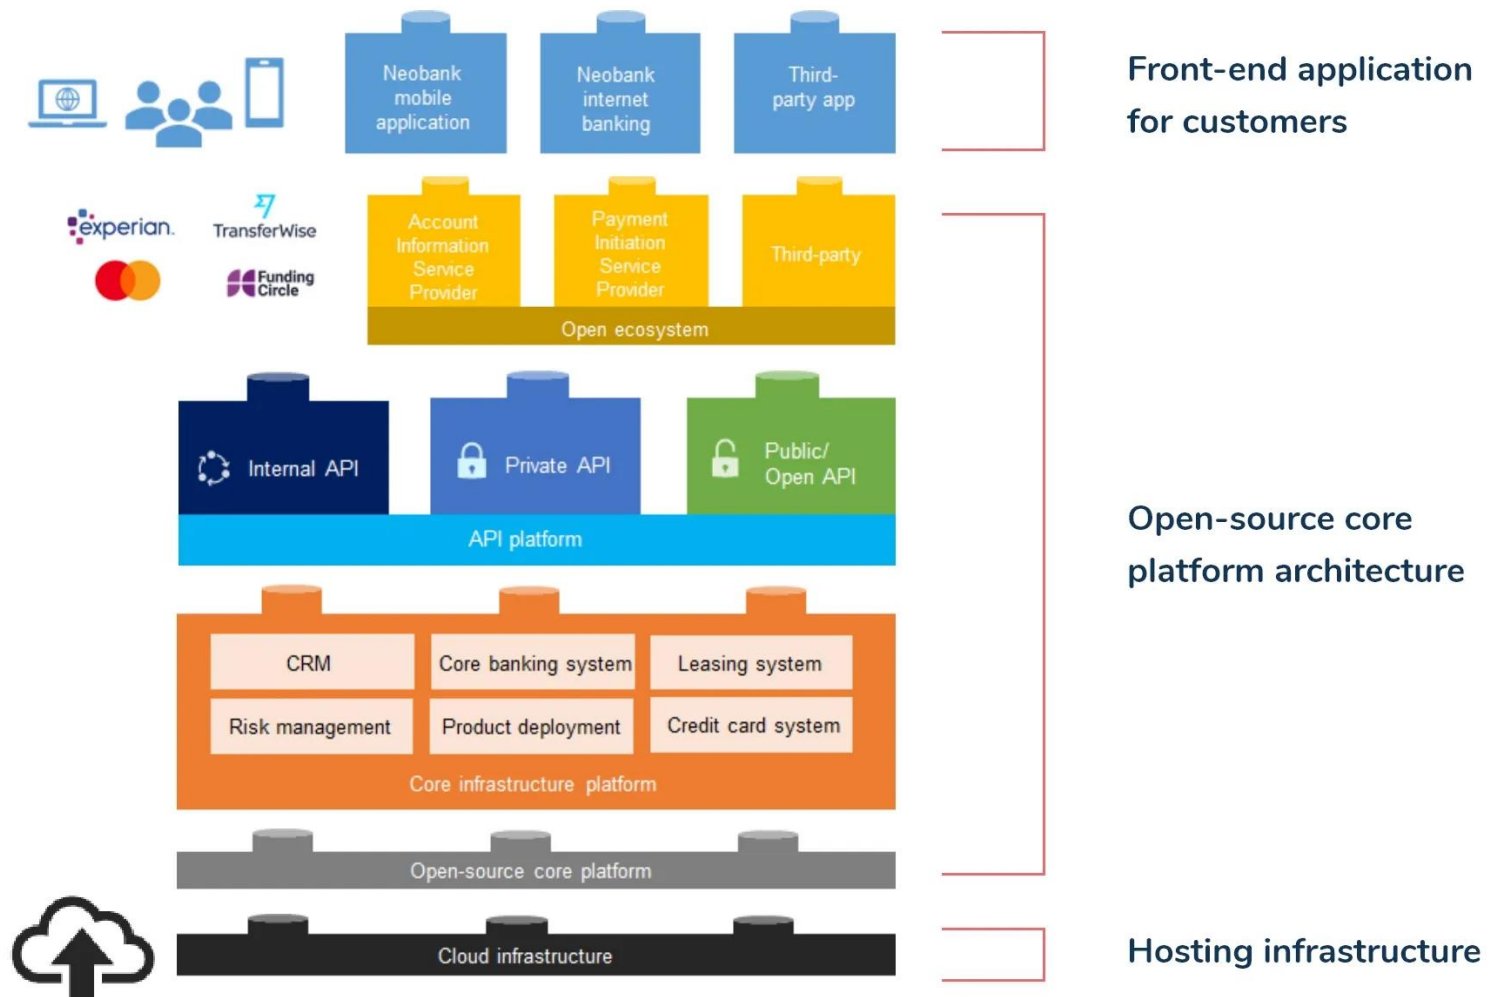 Neobank
mobile
application
Neobank
internet
banking
Third-
party app
Front-end application
for customers
experian.
TransferWise
Funding
Circle
Account
Information
Service
Provider
Payment
Initiation
Service
Provider
Third-party
Open ecosystem
Internal API
Private API
Public/
Open API
API platform
Open-source core
platform architecture
CRM
Core banking system
Leasing system
Risk management
Product deployment
Credit card system
Core infrastructure platform
Open-source core platform
Cloud infrastructure
Hosting infrastructure